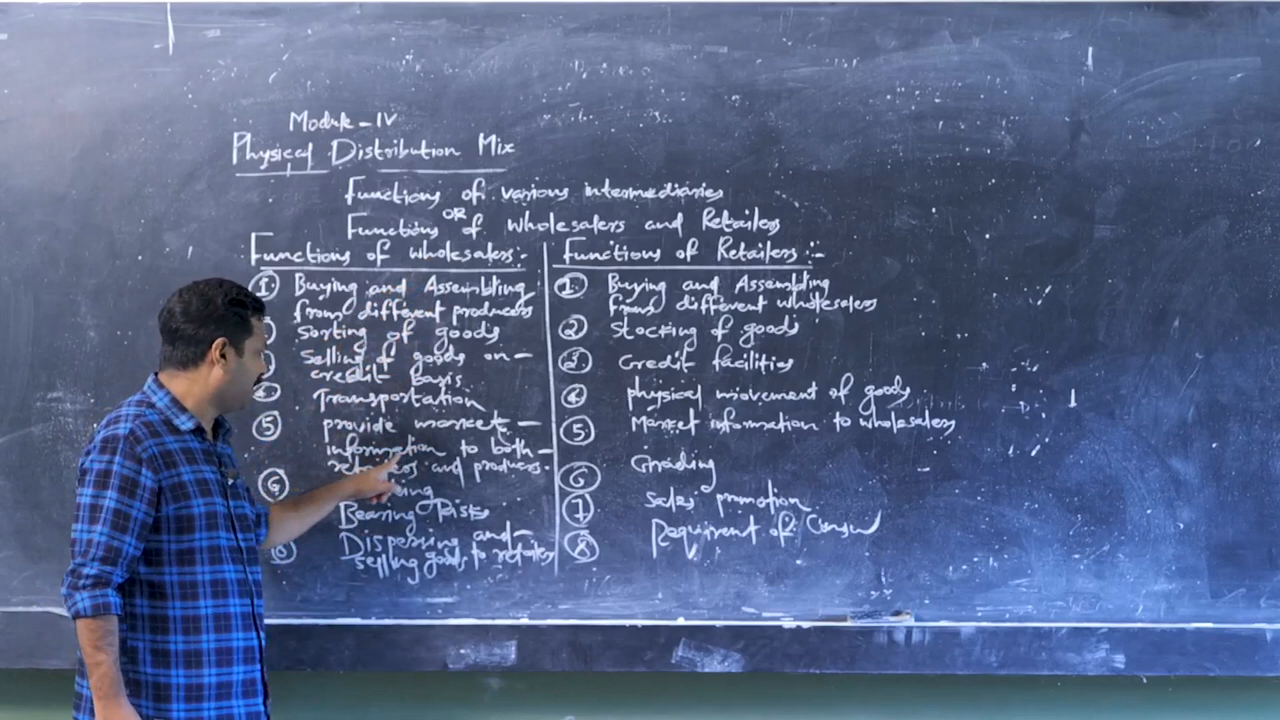 Module - IV
Physical Distribution Mix
Functions of various intermediaries
OR
Functions of wholesalers and Retailers
Functions of wholesalers:-
1. Buying and Assembling
from different producers
Sorting of goods
Selling of goods on -
credit basis
Transportation
5 provide market -
information to both -
and producers.
6
Bearing Risks
8 Dispersing and -
selling goods to retailers
Functions of Retailers :-
1. Buying and Assembling
from different wholesalers
2 Stocking of goods
3. Credit facilities
4 physical movement of goods
5. Market information to wholesalers
6 Grading
7 Sales promotion
8 of